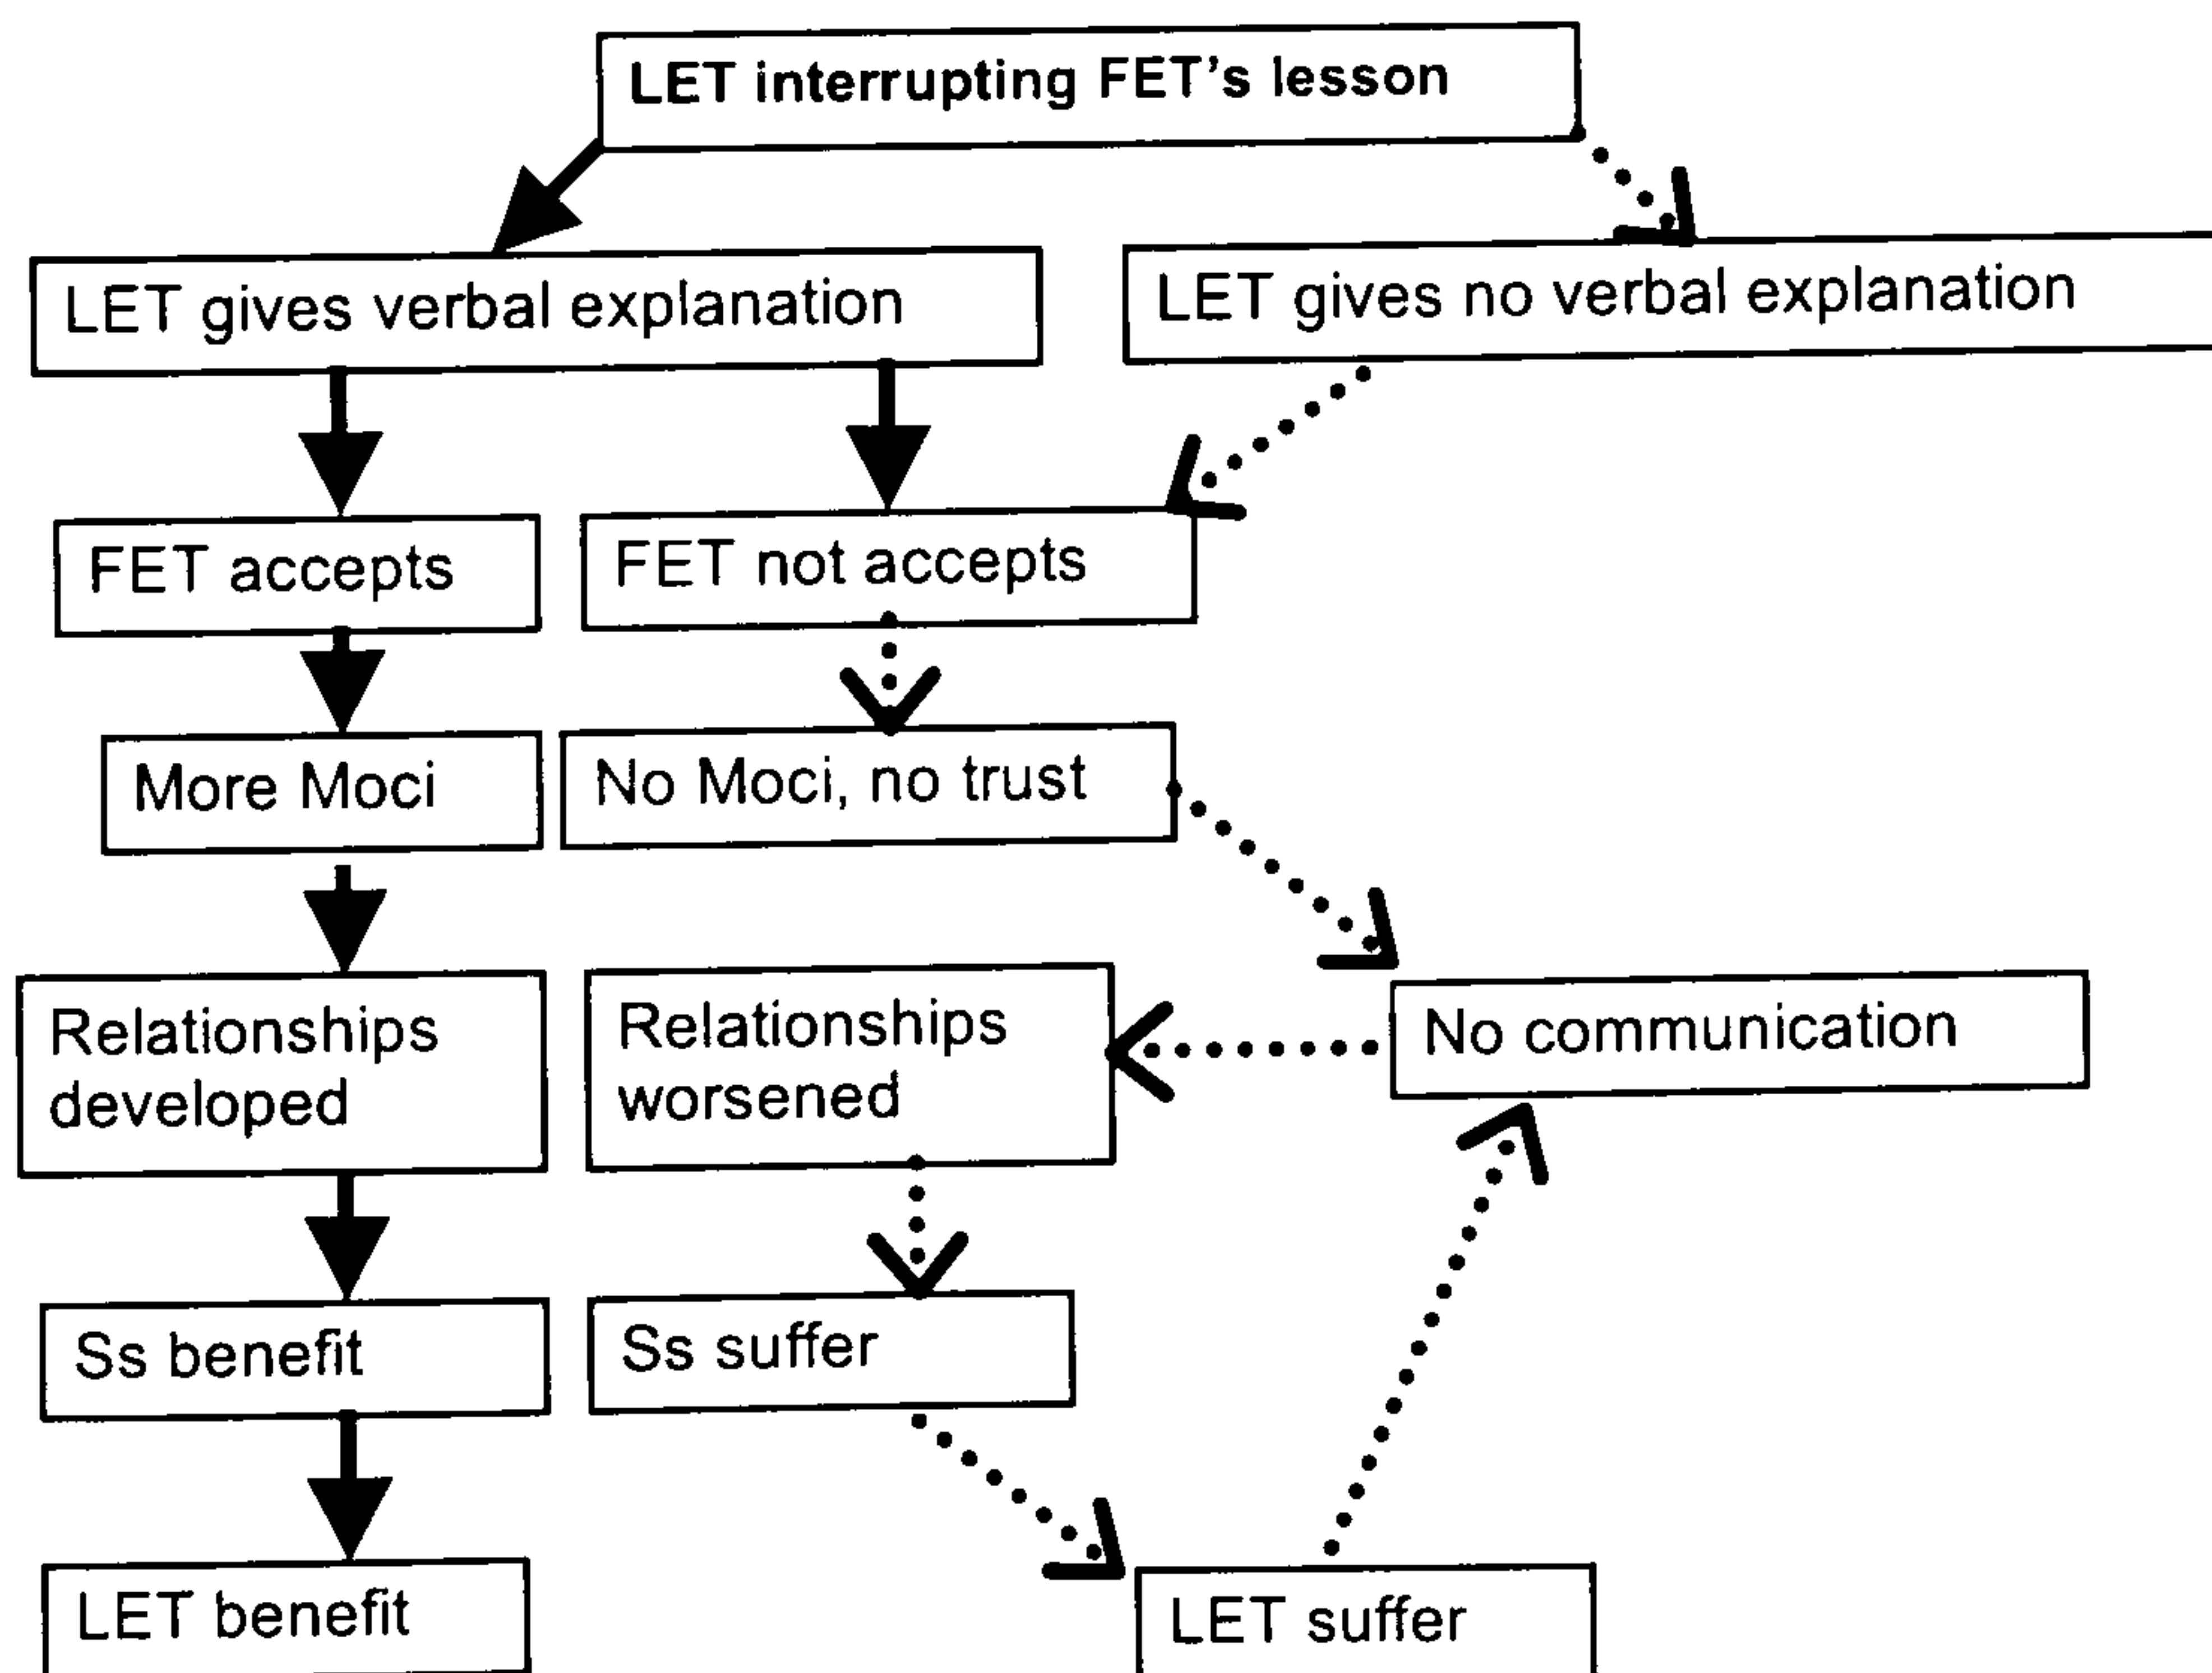 LET interrupting FET's lesson
LET gives verbal explanation
LET gives no verbal explanation
FET accepts
FET not accepts
More Moci
No Moci, no trust
Relationships
developed
Relationships
worsened
No communication
Ss benefit
Ss suffer
LET benefit
LET suffer